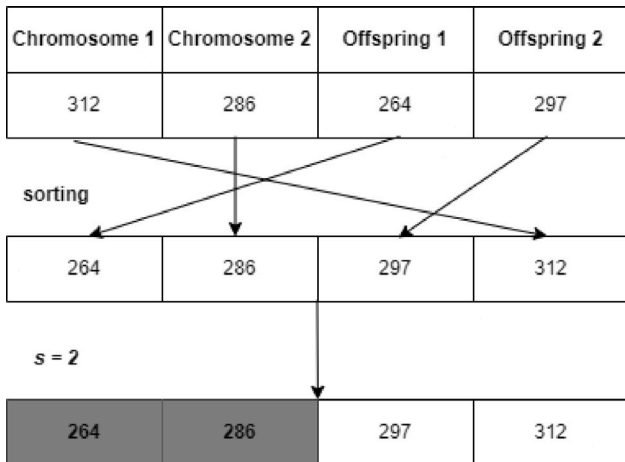 Chromosome 1 Chromosome 2 Offspring 1 Offspring 2
312 286 264 297
sorting
264 286 297 312
s = 2
264 286 297 312